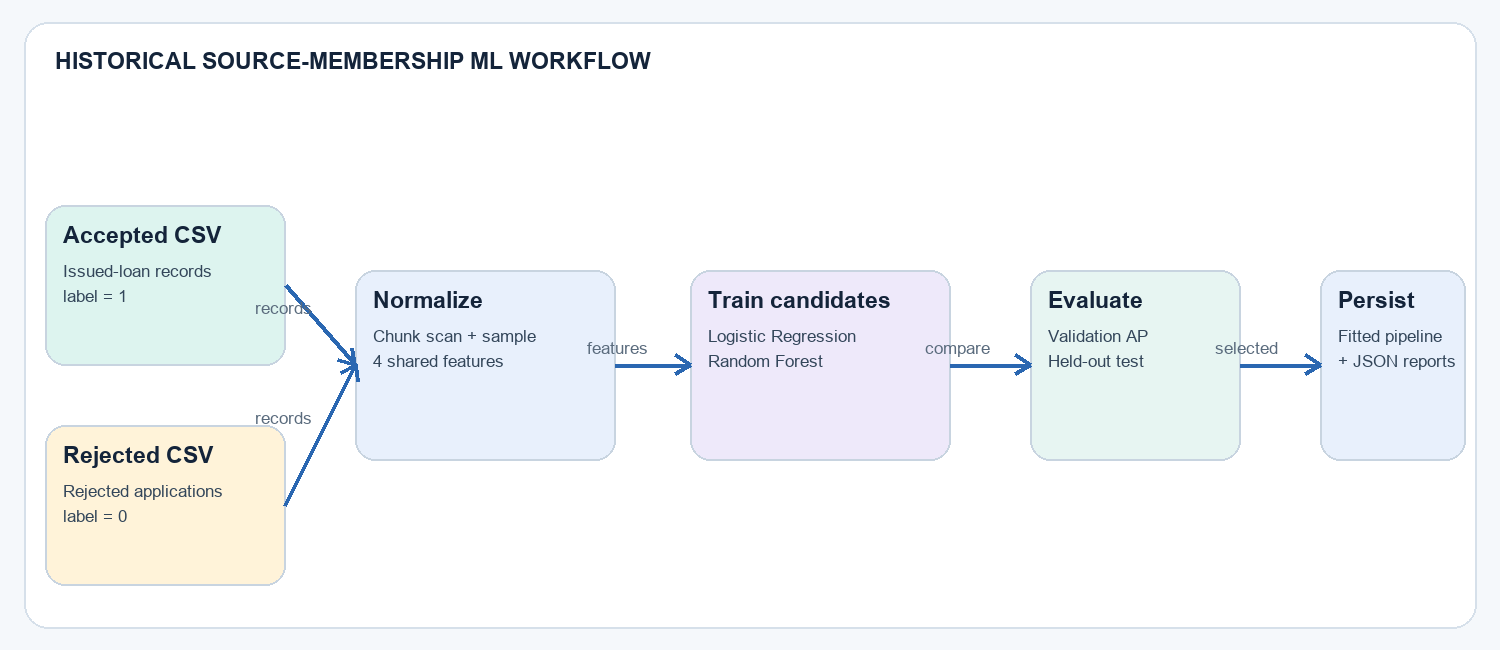 HISTORICAL SOURCE-MEMBERSHIP ML WORKFLOW
Accepted CSV
Issued-loan records
label = 1
records
records
Rejected CSV
Rejected applications
label = 0
Normalize
Chunk scan + sample
4 shared features
features
Train candidates
Logistic Regression
Random Forest
compare
Evaluate
Validation AP
Held-out test
selected
Persist
Fitted pipeline
+ JSON reports